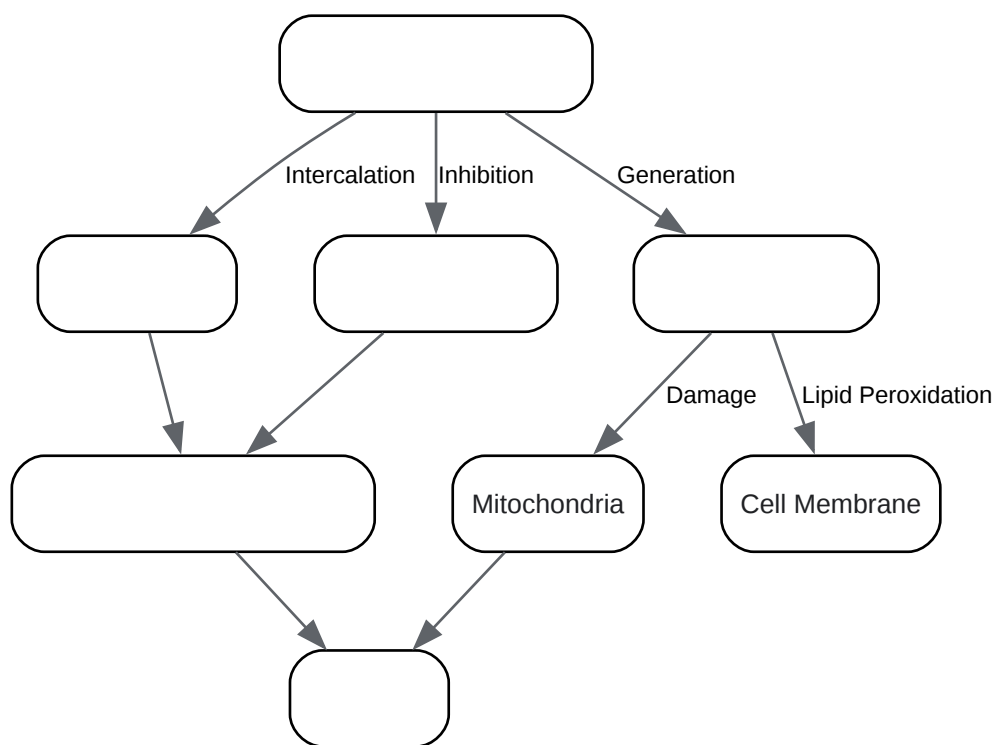 Intercalation
Inhibition
Generation
Damage
Lipid Peroxidation
Mitochondria
Cell Membrane